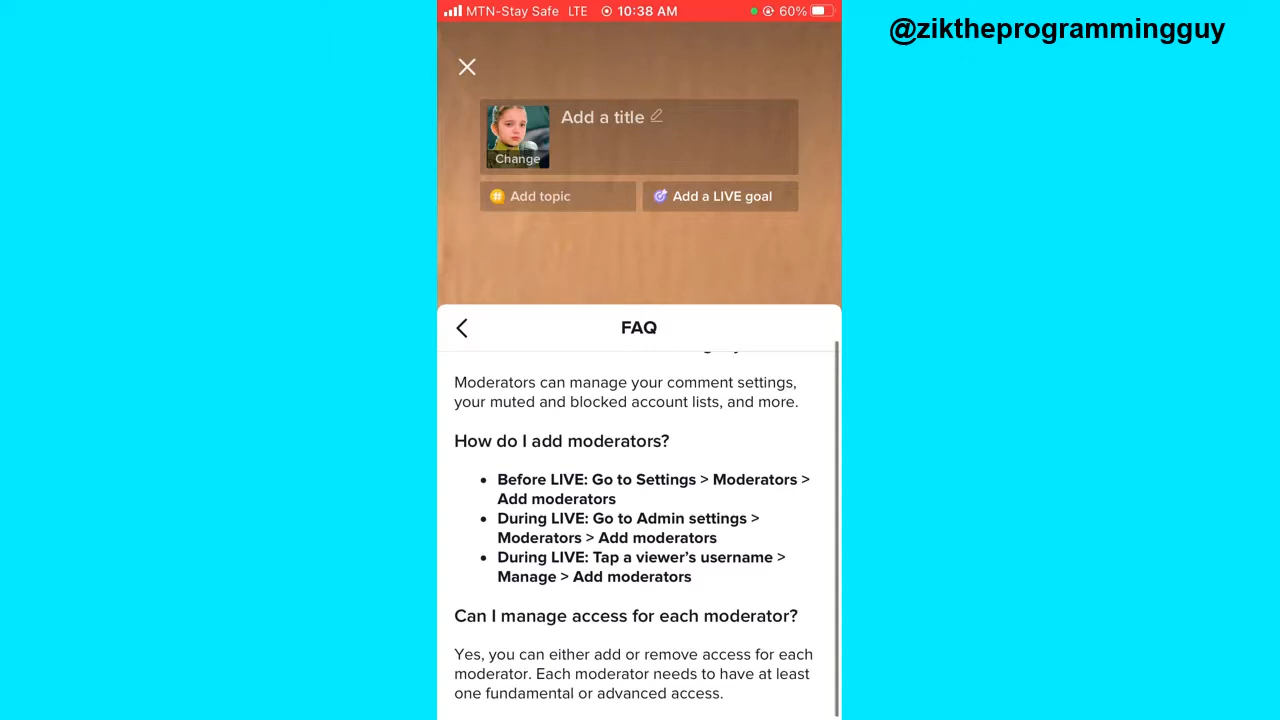 MTN-Stay Safe LTE 10:38 AM 60%
@ziktheprogrammingguy
Add a title
Change
Add topic
Add a LIVE goal
FAQ
Moderators can manage your comment settings,
your muted and blocked account lists, and more.
How do I add moderators?
• Before LIVE: Go to Settings > Moderators >
Add moderators
• During LIVE: Go to Admin settings >
Moderators > Add moderators
• During LIVE: Tap a viewer's username >
Manage > Add moderators
Can I manage access for each moderator?
Yes, you can either add or remove access for each
moderator. Each moderator needs to have at least
one fundamental or advanced access.